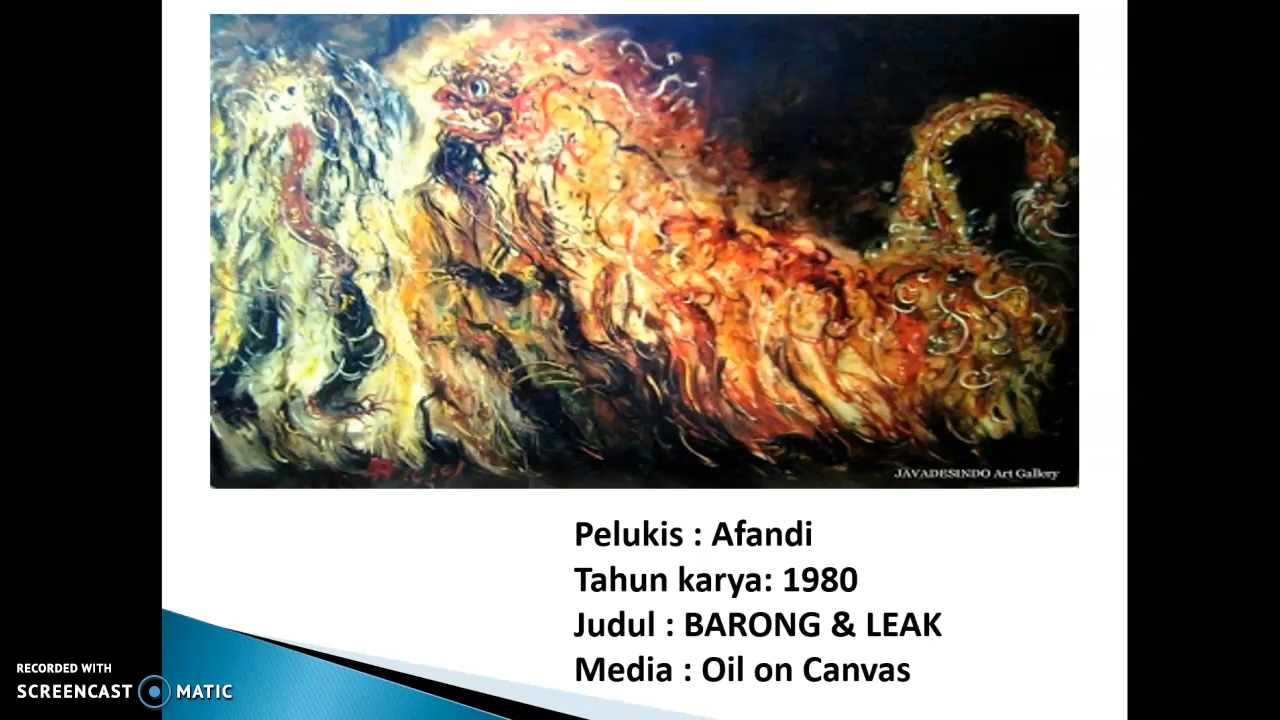 JAVADESINDO Art Gallery
Pelukis : Afandi
Tahun karya: 1980
Judul : BARONG & LEAK
Media : Oil on Canvas
RECORDED WITH
SCREENCAST MATIC